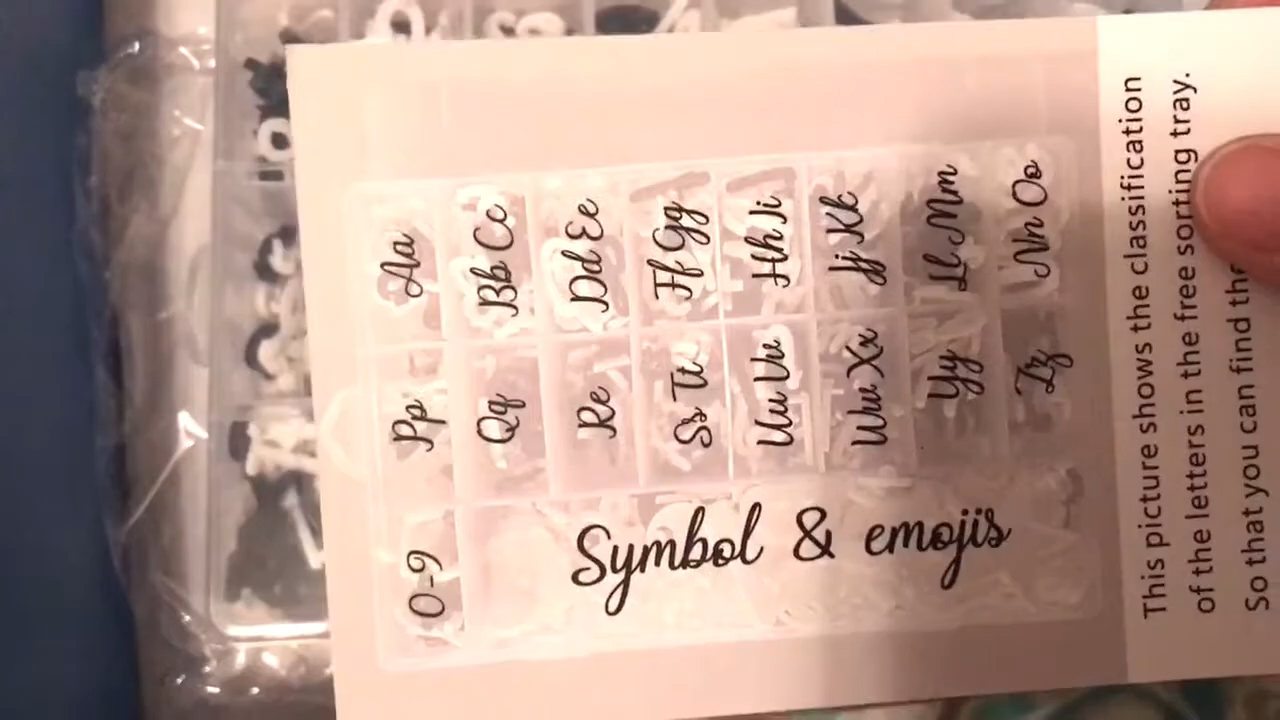 0-9 Pp Aa
Qq Bb Cc
Rr Dd Ee
Ss Tt Ff Gg
Uu Vv Hh Ii
Ww Xx Jj Kk
Yy Ll Mm
Zz Nn Oo
Symbol & emojis
This picture shows the classification
of the letters in the free sorting tray.
So that you can find the